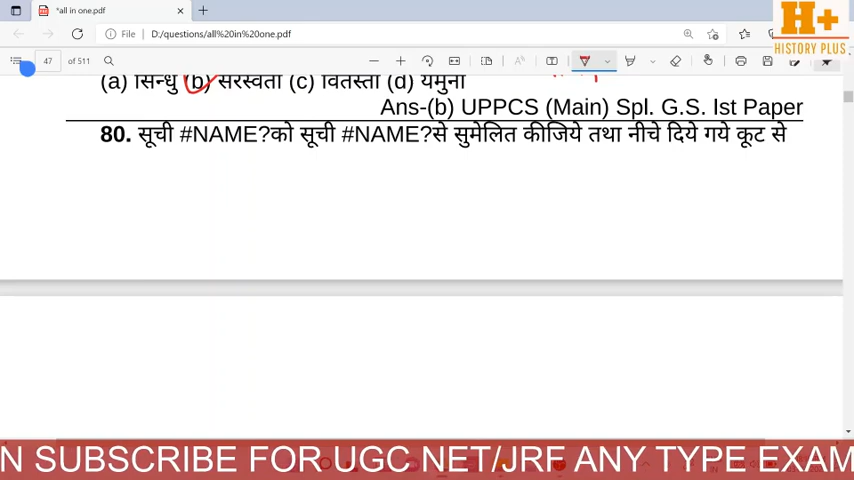 *all in one.pdf
H+
HISTORY PLUS
File
D:/questions/all%20in%20one.pdf
47 of 511
(a) सिन्धु (b) सरस्वती (c) वितस्ता (d) यमुना
Ans-(b) UPPCS (Main) Spl. G.S. Ist Paper
80. सूची #NAME?को सूची #NAME?से सुमेलित कीजिये तथा नीचे दिये गये कूट से
N SUBSCRIBE FOR UGC NET/JRF ANY TYPE EXAM